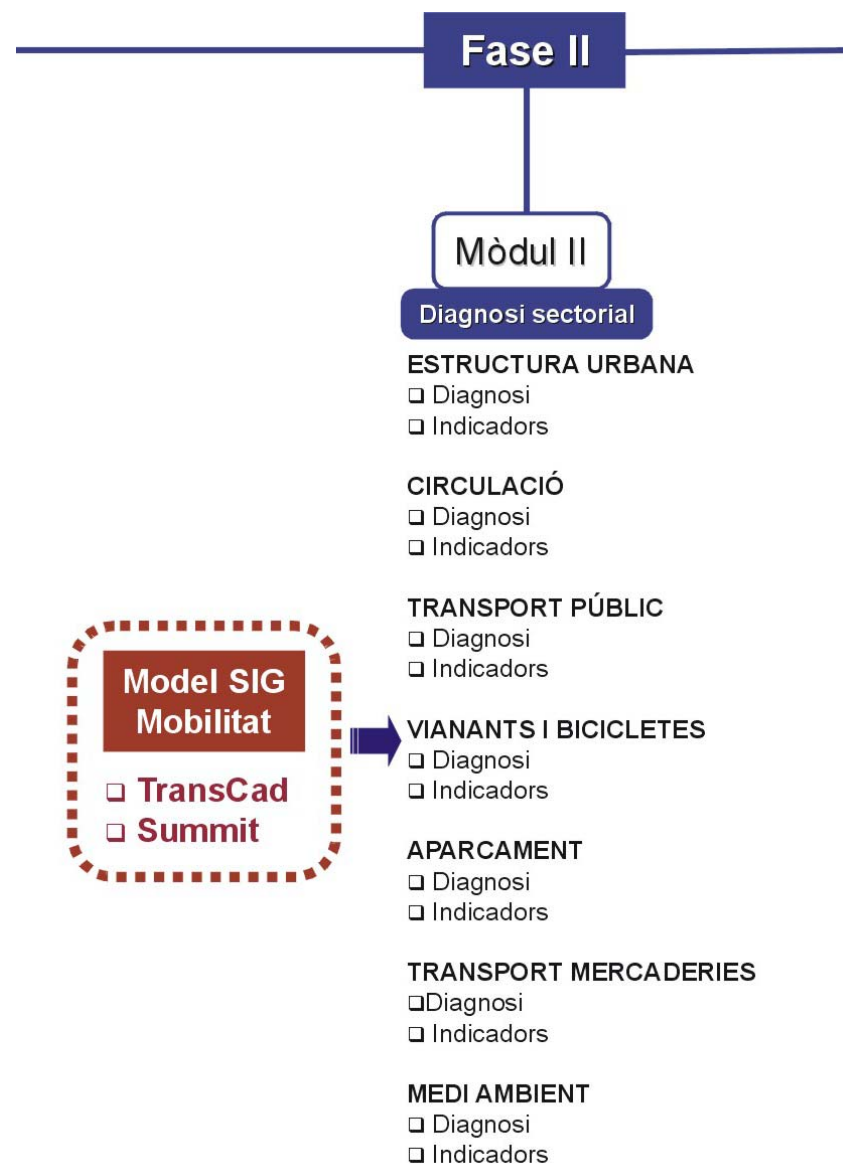 Fase II
Mòdul II
Diagnosi sectorial
ESTRUCTURA URBANA
❑ Diagnosi
❑ Indicadors
CIRCULACIÓ
❑ Diagnosi
❑ Indicadors
TRANSPORT PÚBLIC
❑ Diagnosi
❑ Indicadors
Model SIG
Mobilitat
❑ TransCad
❑ Summit
VIANANTS I BICICLETES
❑ Diagnosi
❑ Indicadors
APARCAMENT
❑ Diagnosi
❑ Indicadors
TRANSPORT MERCADERIES
❑Diagnosi
❑ Indicadors
MEDI AMBIENT
❑ Diagnosi
❑ Indicadors